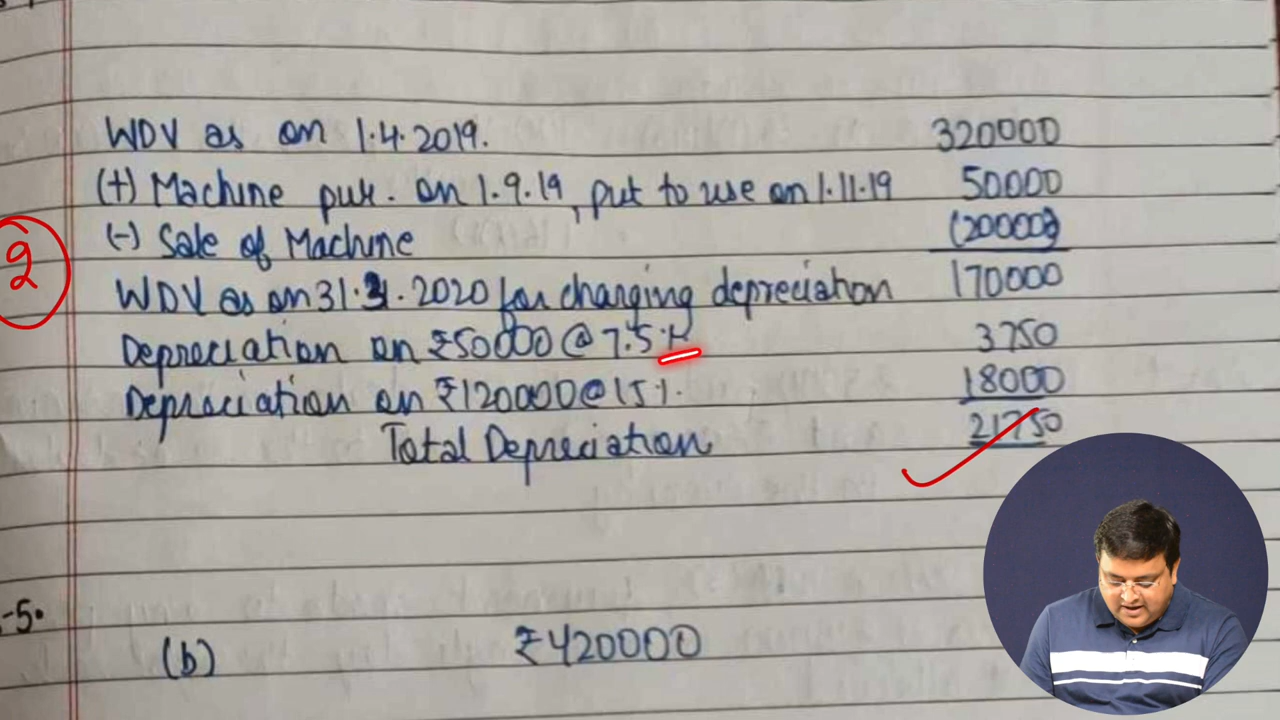 WDV as on 1.4.2019. 320000
(+) Machine pur. on 1.9.19, put to use on 1.11.19 50000
(-) Sale of Machine (200000)
2
WDV as on 31.3.2020 for changing depreciation 170000
Depreciation on ₹50000 @ 7.5% 3750
Depreciation on ₹120000 @ 15%. 18000
Total Depreciation 21750
-5.
(b) ₹420000